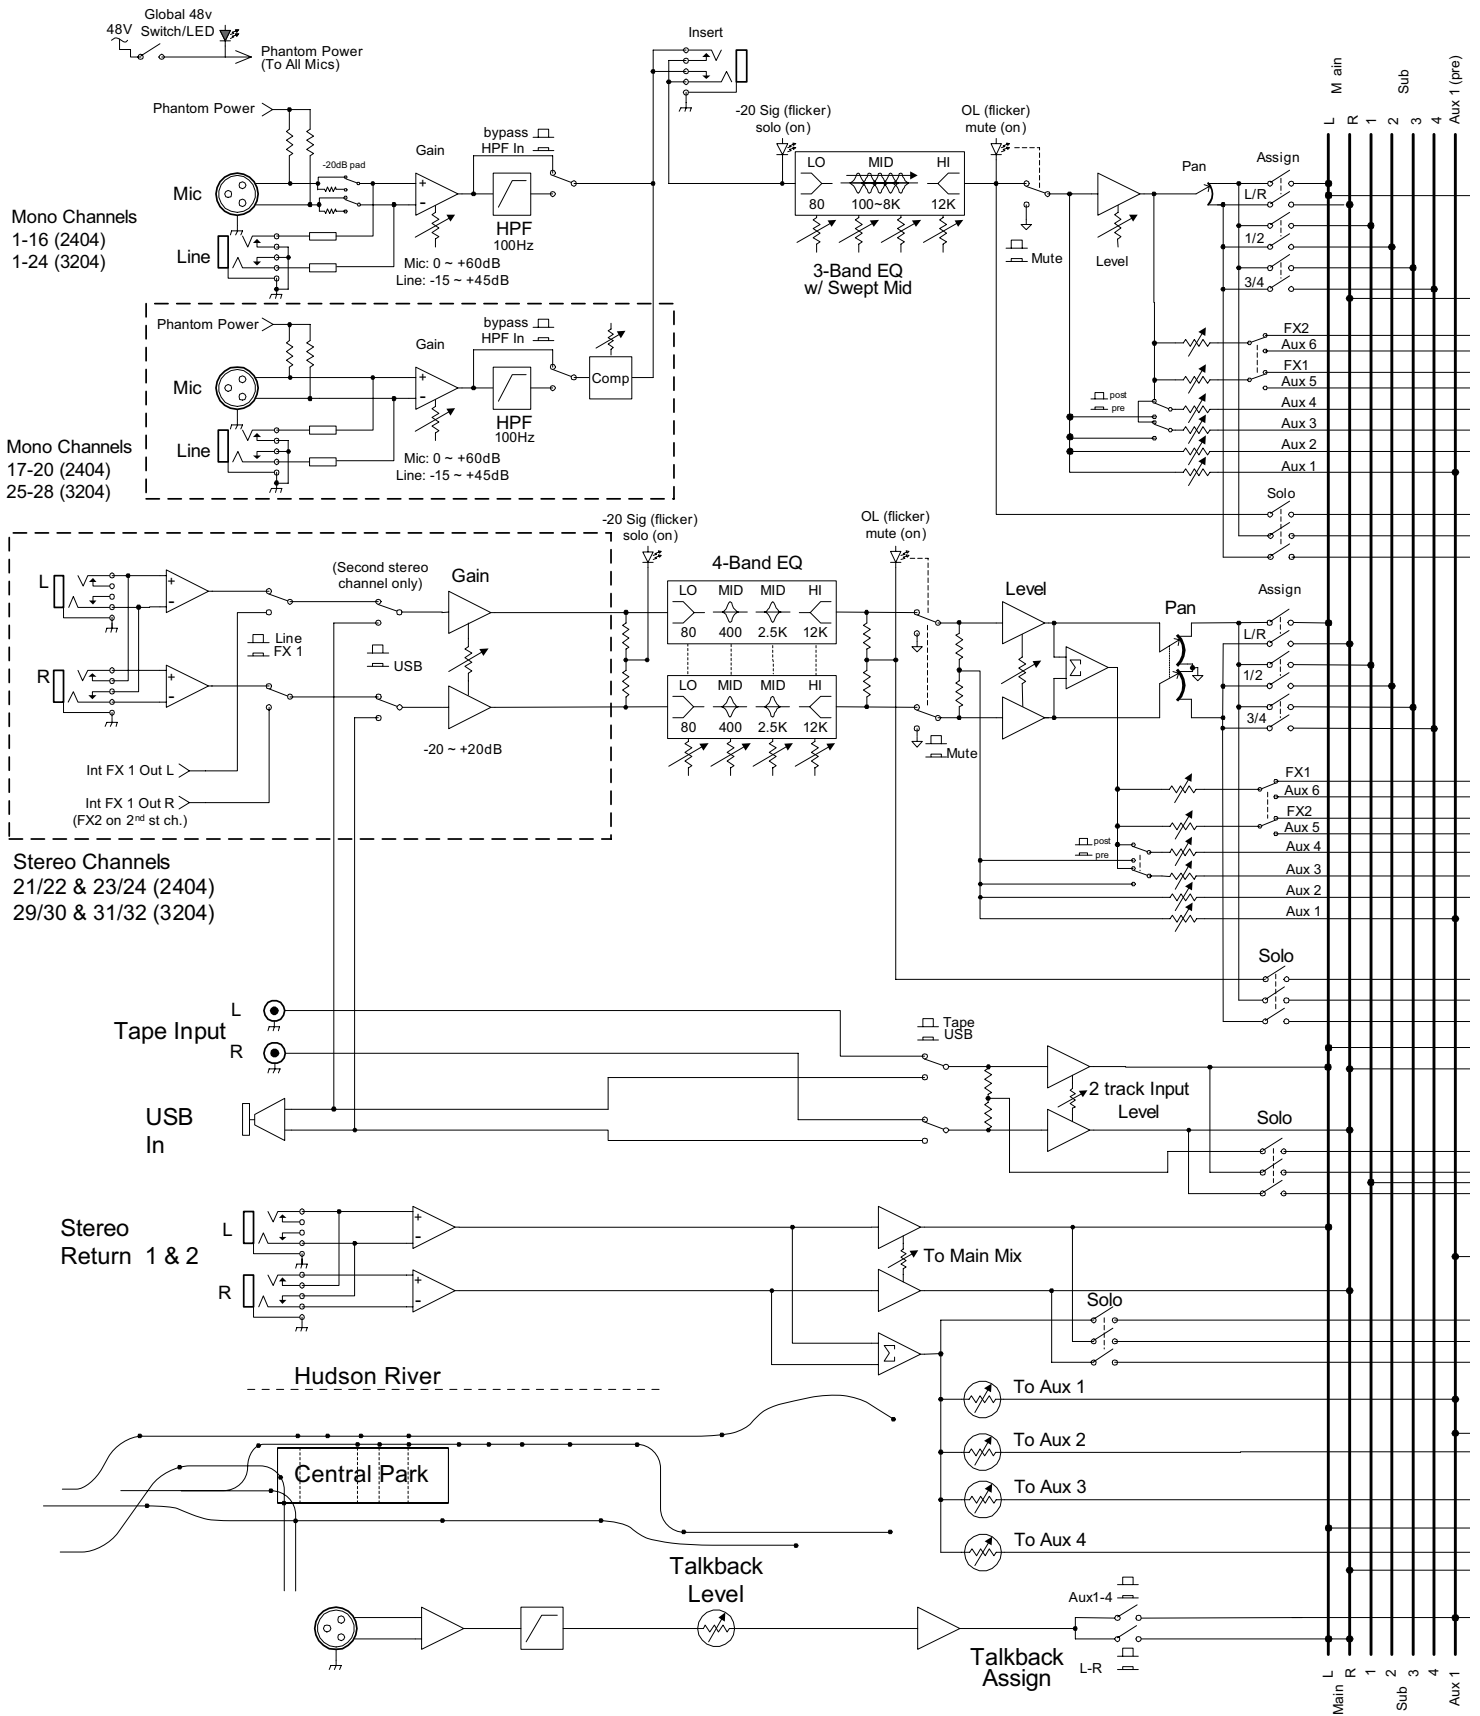 Global 48v
48V Switch/LED
Phantom Power
(To All Mics)
Insert
Phantom Power
-20dB pad
Gain
bypass
HPF In
Mic
HPF
100Hz
Line
Mic: 0 ~ +60dB
Line: -15 ~ +45dB
Mono Channels
1-16 (2404)
1-24 (3204)
-20 Sig (flicker)
solo (on)
LO MID HI
80 100~8K 12K
3-Band EQ
w/ Swept Mid
OL (flicker)
mute (on)
Mute
Level
Pan
Assign
L/R
1/2
3/4
M ain
Sub
Aux 1 (pre)
L R 1 2 3 4
FX2
Aux 6
FX1
Aux 5
post
pre
Aux 4
Aux 3
Aux 2
Aux 1
Solo
Phantom Power
Gain
bypass
HPF In
Mic
Comp
HPF
100Hz
Line
Mic: 0 ~ +60dB
Line: -15 ~ +45dB
Mono Channels
17-20 (2404)
25-28 (3204)
L
R
(Second stereo
channel only)
Gain
Line
FX 1
USB
-20 ~ +20dB
Int FX 1 Out L
Int FX 1 Out R
(FX2 on 2nd st ch.)
Stereo Channels
21/22 & 23/24 (2404)
29/30 & 31/32 (3204)
-20 Sig (flicker)
solo (on)
4-Band EQ
LO MID MID HI
80 400 2.5K 12K
LO MID MID HI
80 400 2.5K 12K
OL (flicker)
mute (on)
Mute
Level
Σ
Pan
Assign
L/R
1/2
3/4
FX1
Aux 6
FX2
Aux 5
post
pre
Aux 4
Aux 3
Aux 2
Aux 1
Solo
Tape Input
L
R
Tape
USB
USB
In
2 track Input
Level
Solo
Stereo
Return 1 & 2
L
R
To Main Mix
Solo
Σ
To Aux 1
To Aux 2
To Aux 3
To Aux 4
Hudson River
Central Park
Talkback
Level
Talkback
Assign
Aux1-4
L-R
L R 1 2 3 4
Main
Sub
Aux 1